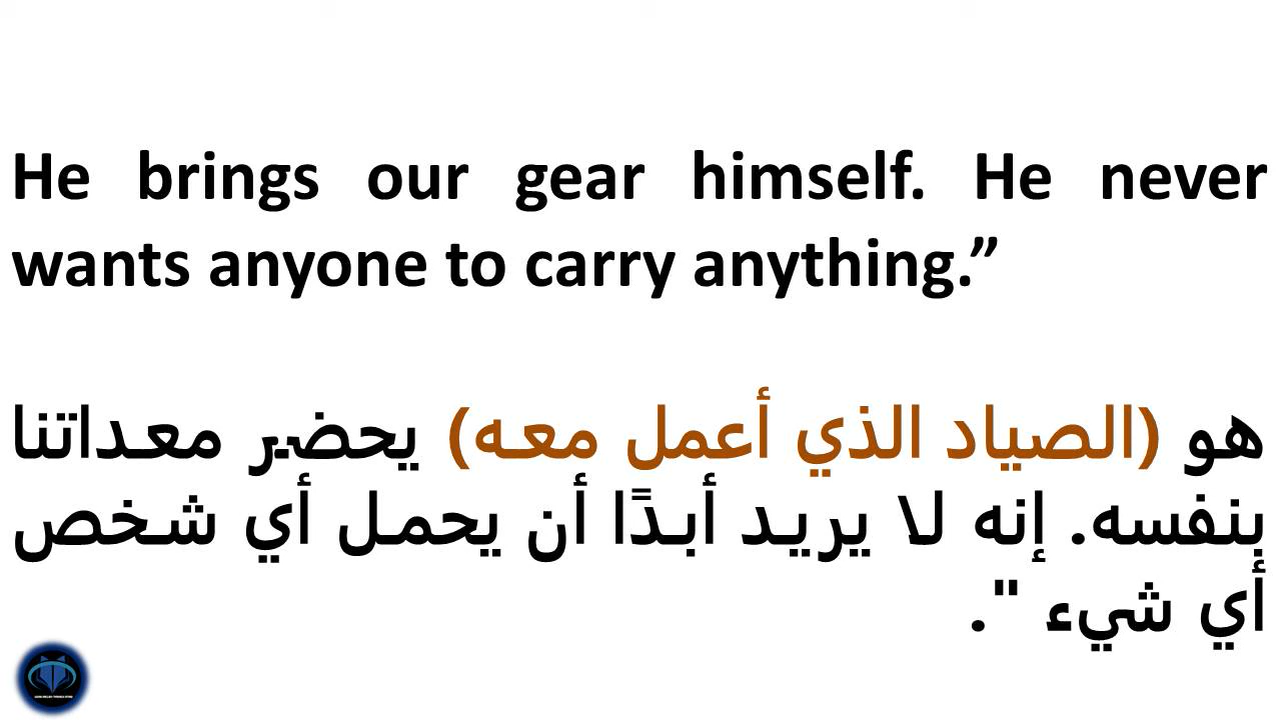 He brings our gear himself. He never
wants anyone to carry anything.”
هو (الصياد الذي أعمل معه) يحضر معداتنا
بنفسه. إنه لا يريد أبدًا أن يحمل أي شخص
أي شيء ".